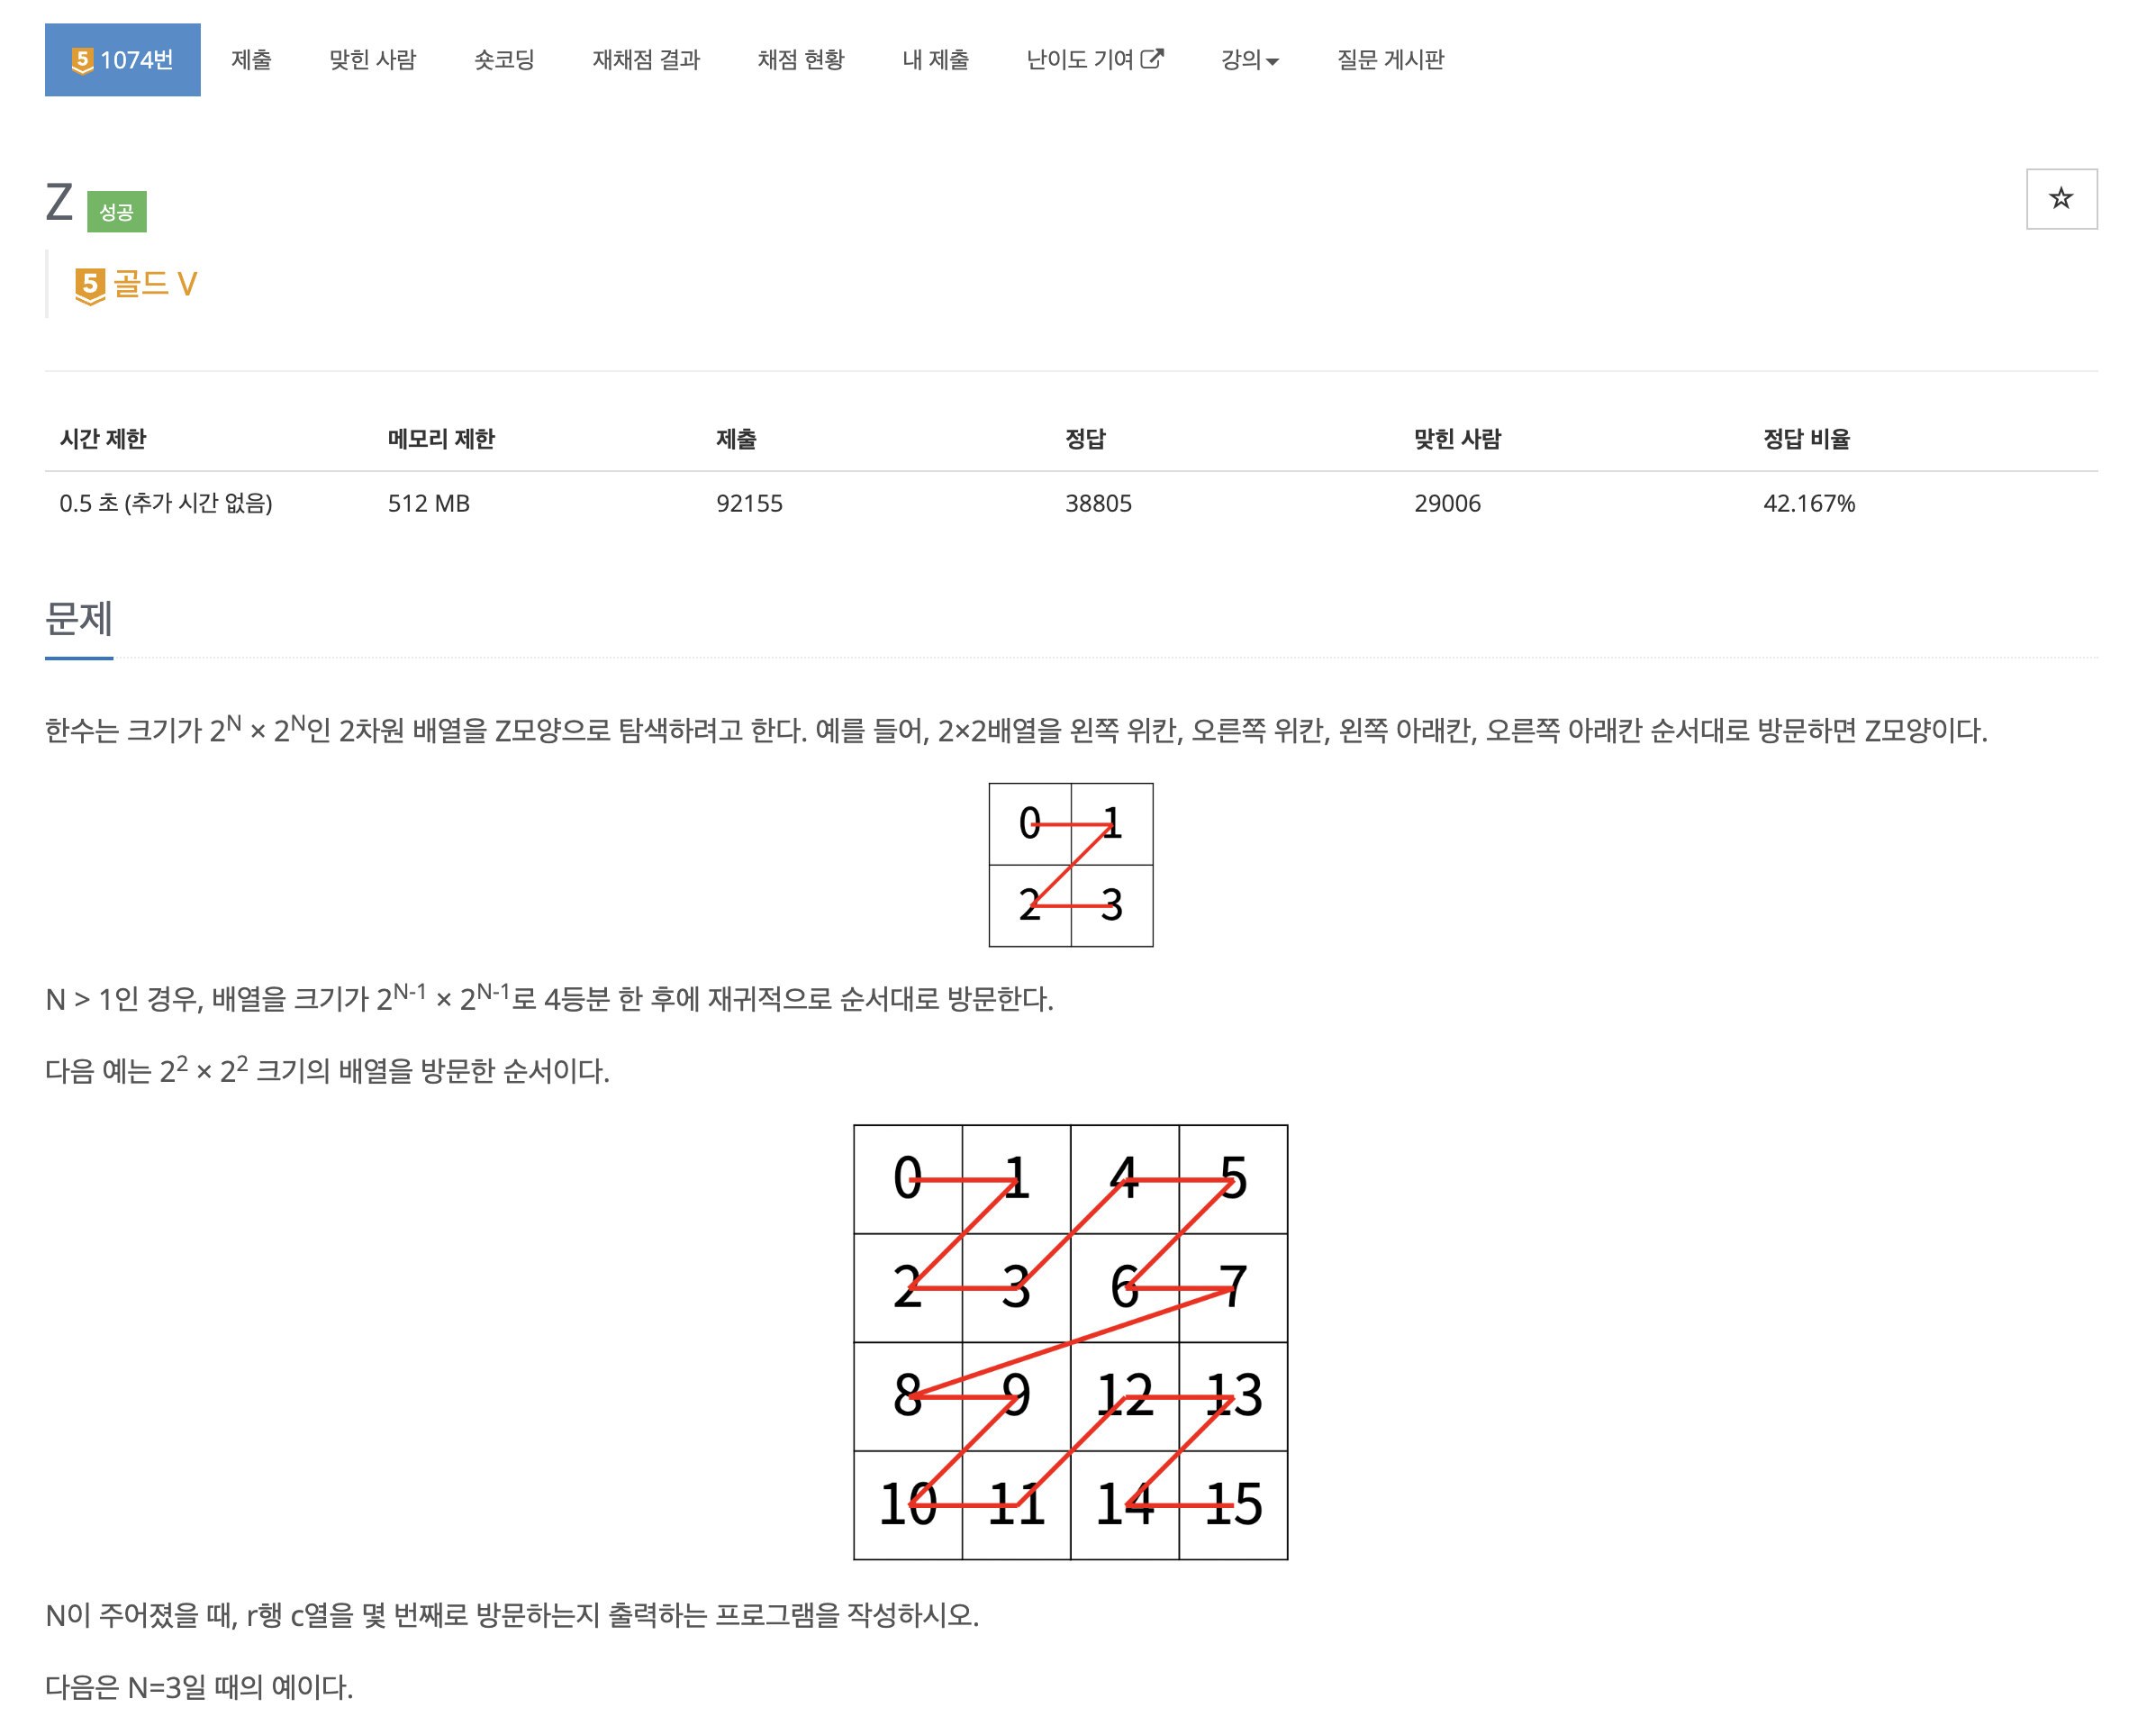 5 1074번 제출 맞힌 사람 숏코딩 재채점 결과 채점 현황 내 제출 난이도 기여 강의 질문 게시판
Z 성공
5 골드 V
시간 제한 메모리 제한 제출 정답 맞힌 사람 정답 비율
0.5 초 (추가 시간 없음) 512 MB 92155 38805 29006 42.167%
문제
한수는 크기가 2^N × 2^N인 2차원 배열을 Z모양으로 탐색하려고 한다. 예를 들어, 2×2배열을 왼쪽 위칸, 오른쪽 위칸, 왼쪽 아래칸, 오른쪽 아래칸 순서대로 방문하면 Z모양이다.
0 1
2 3
N > 1인 경우, 배열을 크기가 2^N-1 × 2^N-1로 4등분 한 후에 재귀적으로 순서대로 방문한다.
다음 예는 2^2 × 2^2 크기의 배열을 방문한 순서이다.
0 1 4 5
2 3 6 7
8 9 12 13
10 11 14 15
N이 주어졌을 때, r행 c열을 몇 번째로 방문하는지 출력하는 프로그램을 작성하시오.
다음은 N=3일 때의 예이다.